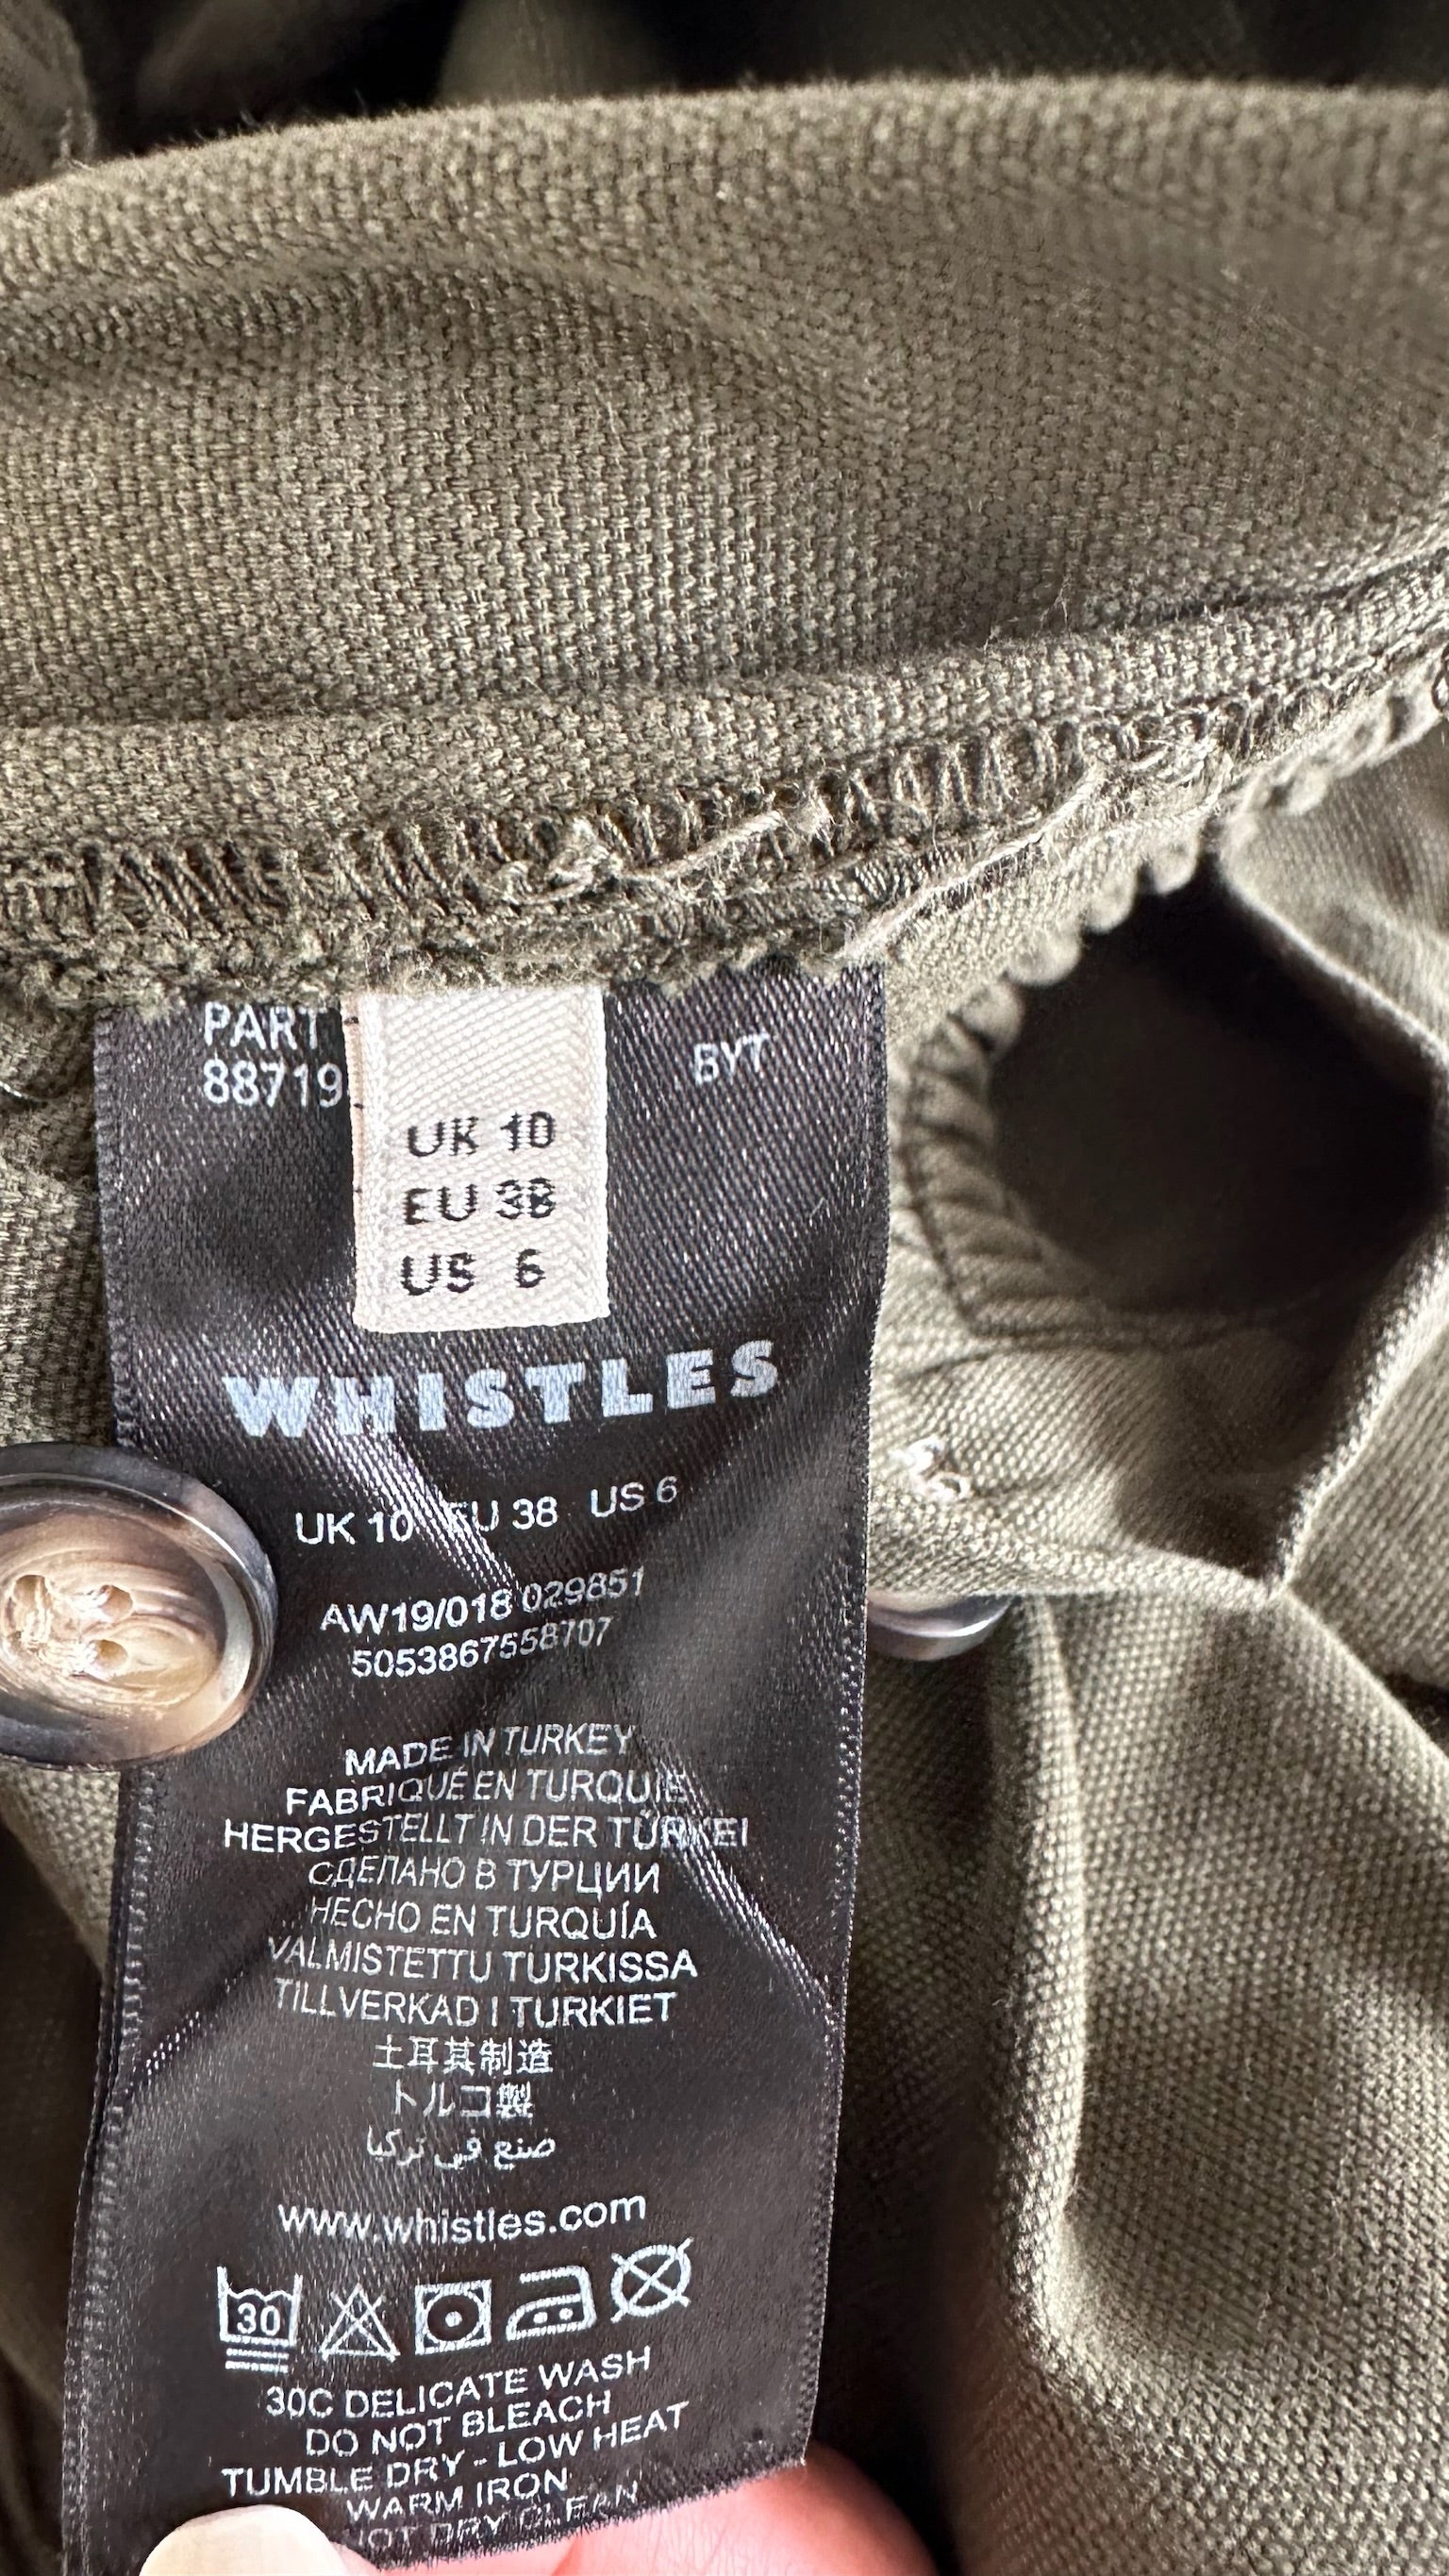 PART
88719
BYT
UK 10
EU 38
US 6
WHISTLES
UK 10 EU 38 US 6
AW19/018 029851
5053867558707
MADE IN TURKEY
FABRIQUÉ EN TURQUIE
HERGESTELLT IN DER TÜRKEI
СДЕЛАНО В ТУРЦИИ
HECHO EN TURQUÍA
VALMISTETTU TURKISSA
TILLVERKAD I TURKIET
土耳其制造
トルコ製
صنع في تركيا
www.whistles.com
30
30C DELICATE WASH
DO NOT BLEACH
TUMBLE DRY - LOW HEAT
WARM IRON
NOT DRY CLEAN